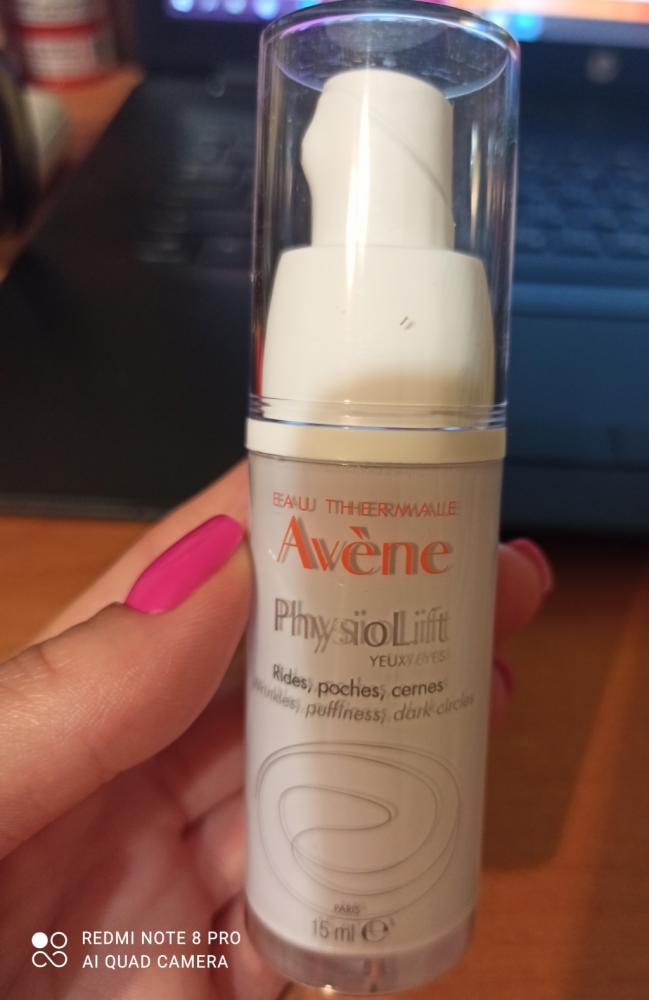 EAU THERMALE
Avène
PhysioLift
YEUX/EYES
Rides, poches, cernes
Wrinkles, puffiness, dark circles
PARIS
15 ml ℮
REDMI NOTE 8 PRO
AI QUAD CAMERA